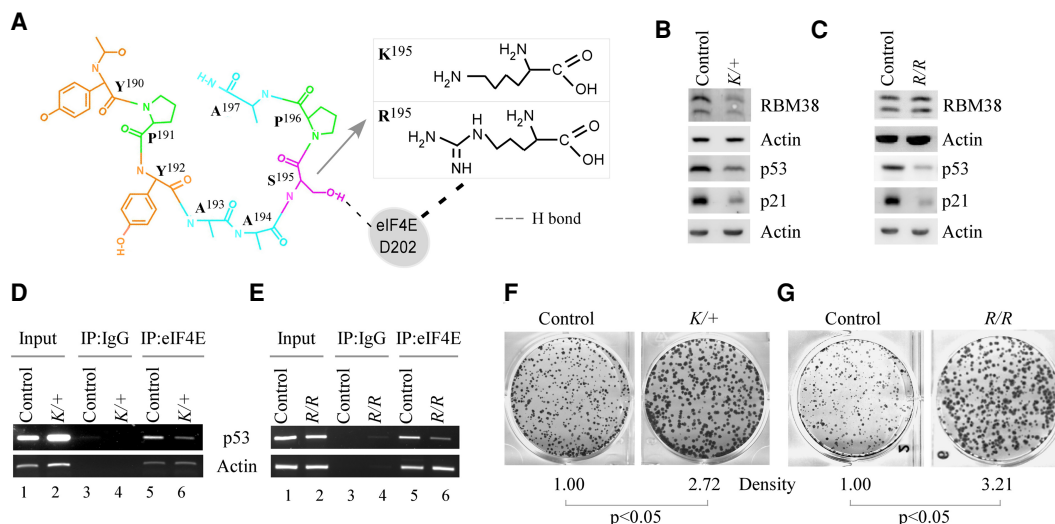 A
Y190
P191
Y192
A193
A194
S195
P196
A197
H-N
O
N
O-H
K195
H2N
H2N
C
O
OH
R195
NH2
H2N
H
N
H2N
NH
C
O
OH
eIF4E
D202
H bond
B
Control
K/+
RBM38
Actin
p53
p21
Actin
C
Control
R/R
RBM38
Actin
p53
p21
Actin
D
Input IP:IgG IP:eIF4E
Control K/+ Control K/+ Control K/+
p53
Actin
1 2 3 4 5 6
E
Input IP:IgG IP:eIF4E
Control R/R Control R/R Control R/R
1 2 3 4 5 6
F
Control K/+
1.00 2.72 Density
p<0.05
G
Control R/R
1.00 3.21
p<0.05